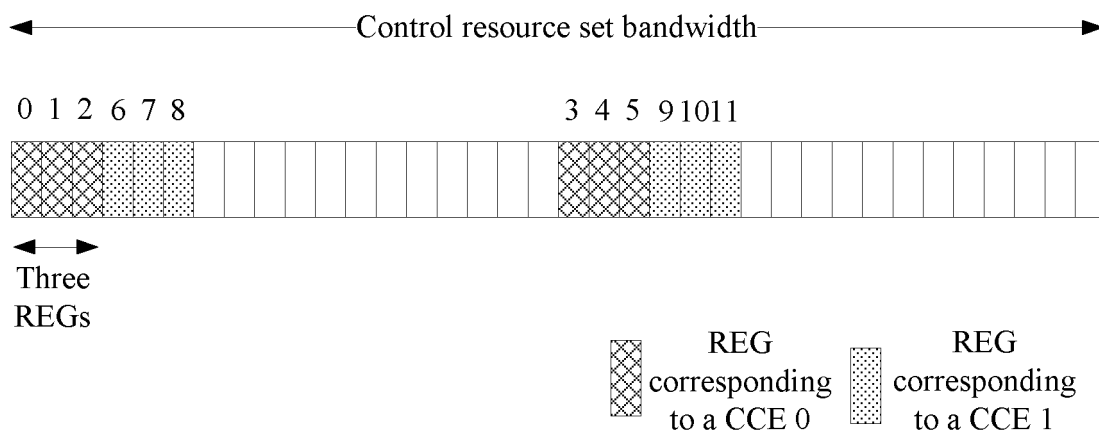 Control resource set bandwidth
0 1 2 6 7 8 3 4 5 9 10 11
Three
REGs
REG
corresponding
to a CCE 0
REG
corresponding
to a CCE 1